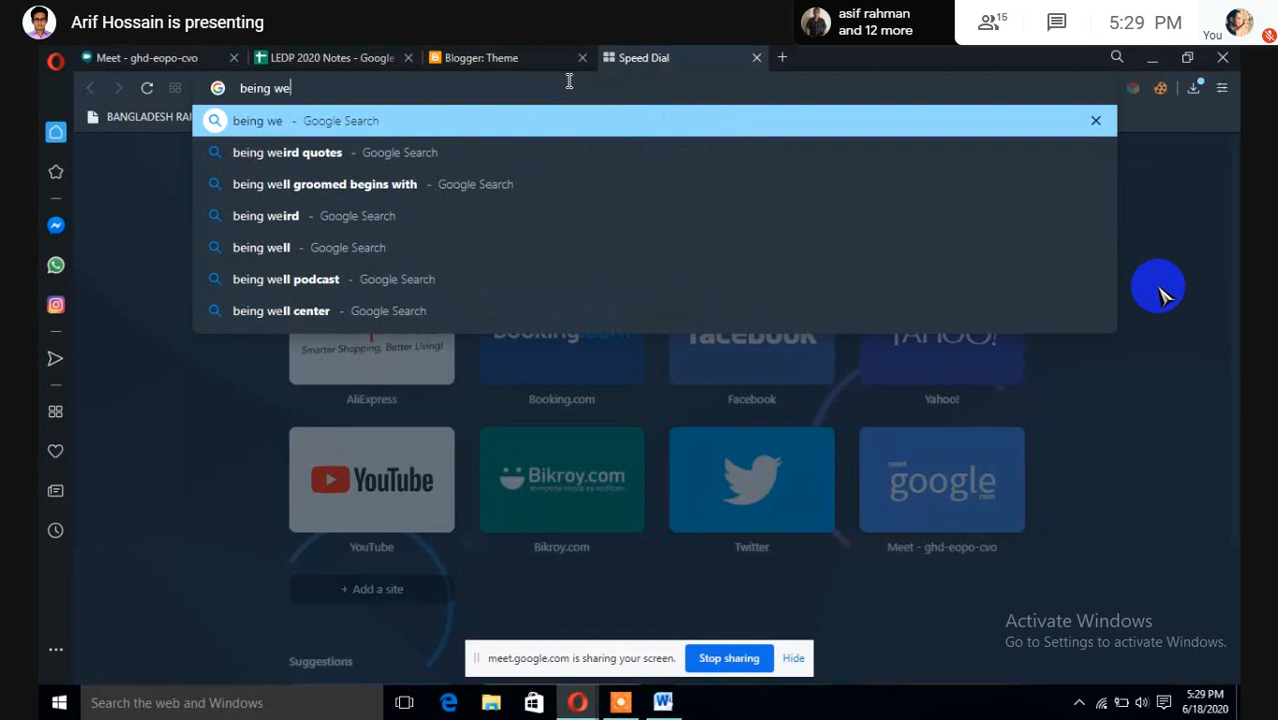 Arif Hossain is presenting
asif rahman
and 12 more
15
5:29 PM
You
Meet - ghd-eopo-cvo
LEDP 2020 Notes - Google
Blogger: Theme
Speed Dial
being we
BANGLADESH RAI
being we - Google Search
being weird quotes - Google Search
being well groomed begins with - Google Search
being weird - Google Search
being well - Google Search
being well podcast - Google Search
being well center - Google Search
Smarter Shopping, Better Living!
facebook
YAHOO!
AliExpress
Booking.com
Facebook
Yahoo!
YouTube
Bikroy.com
meet
google
com
YouTube
Bikroy.com
Twitter
Meet - ghd-eopo-cvo
+ Add a site
Activate Windows
Go to Settings to activate Windows.
Suggestions
meet.google.com is sharing your screen.
Stop sharing
Hide
Search the web and Windows
5:29 PM
6/18/2020